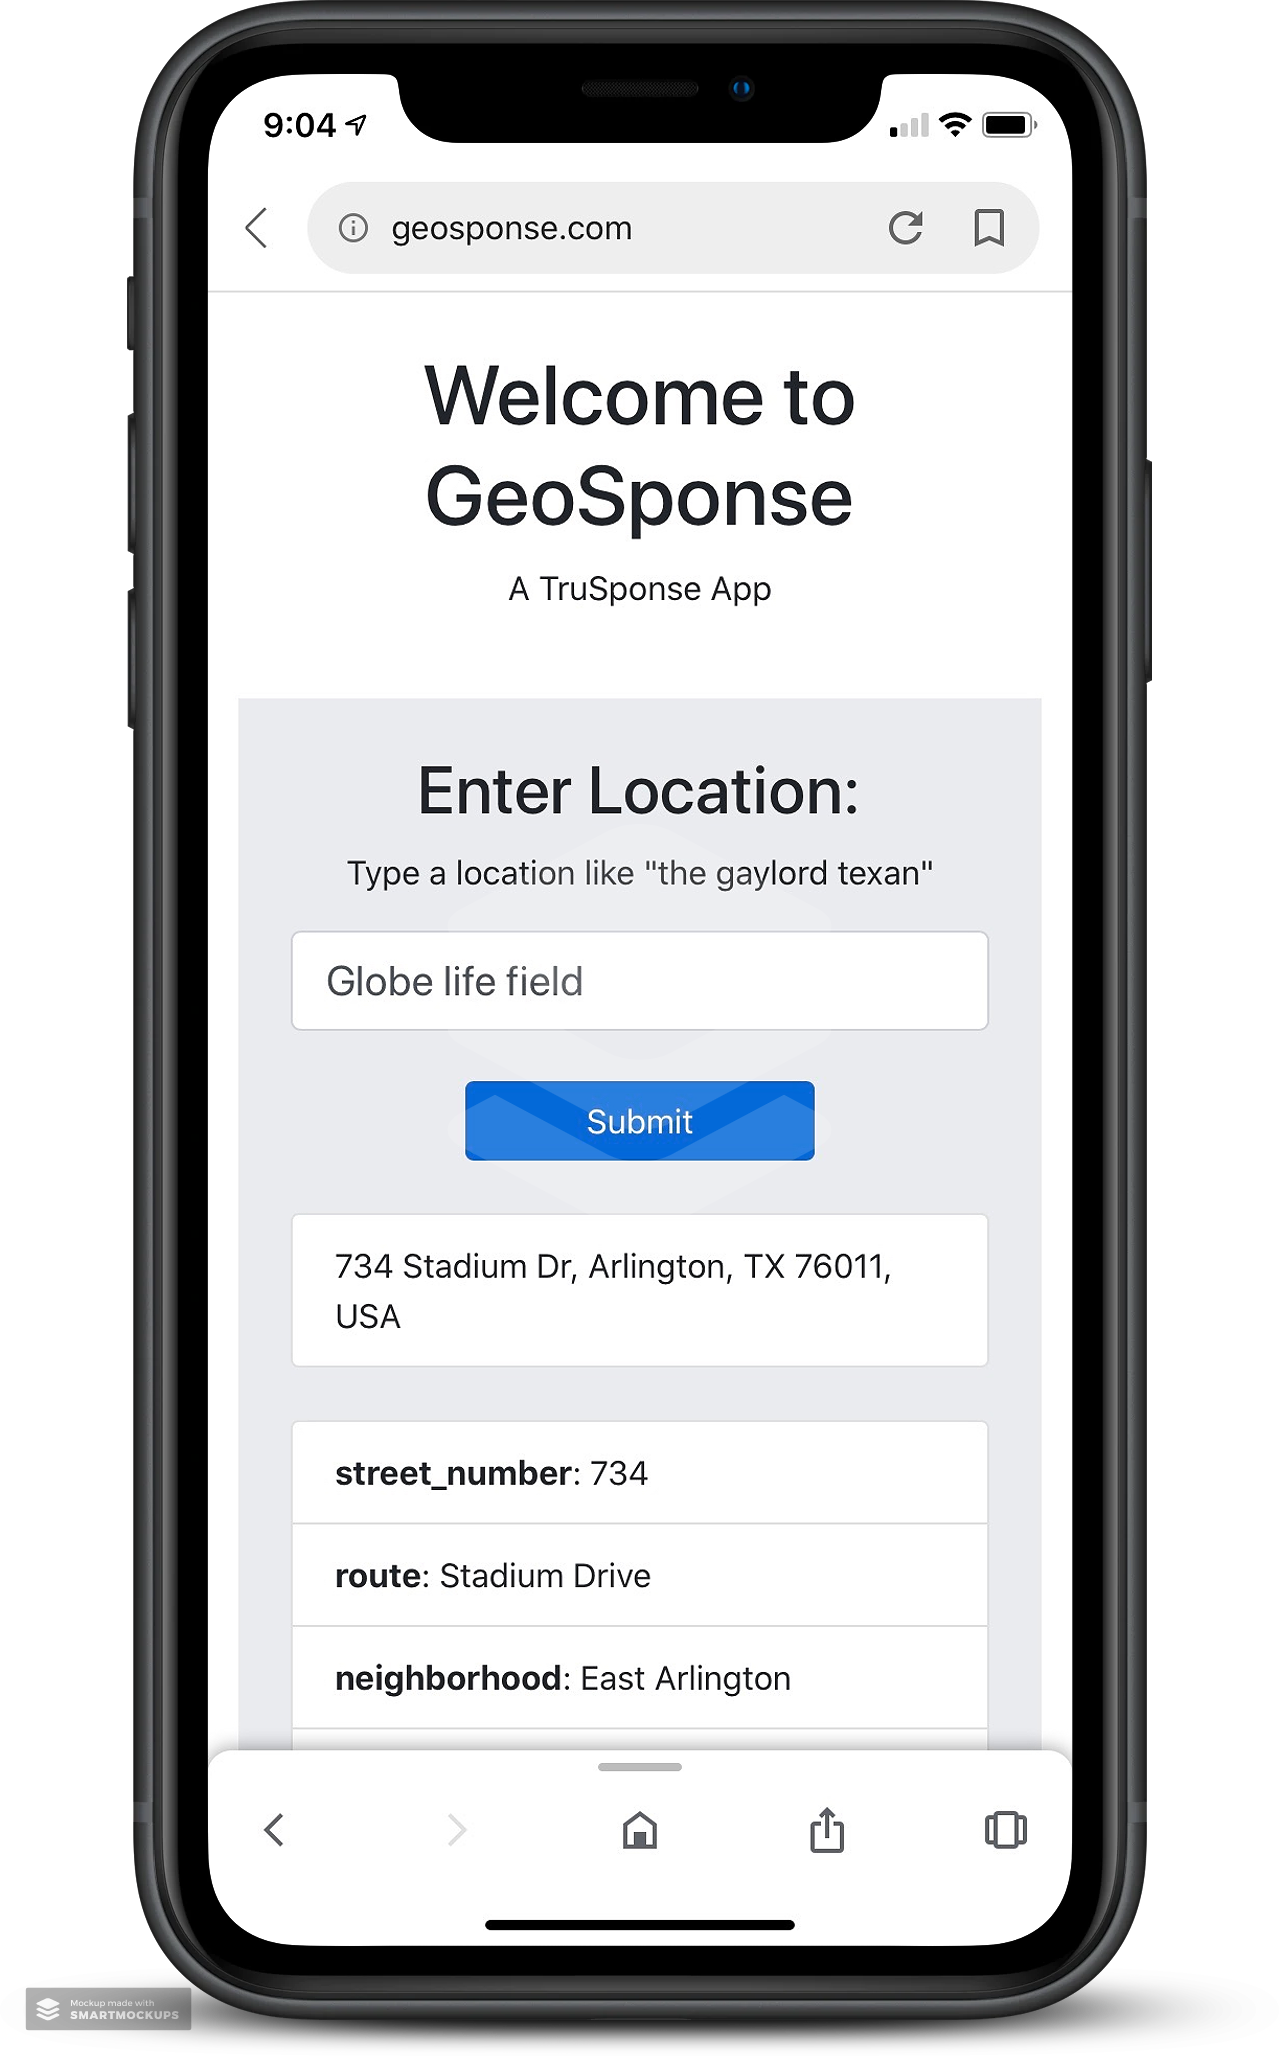 9:04
geosponse.com
Welcome to
GeoSponse
A TruSponse App
Enter Location:
Type a location like "the gaylord texan"
Globe life field
Submit
734 Stadium Dr, Arlington, TX 76011,
USA
street_number: 734
route: Stadium Drive
neighborhood: East Arlington
Mockup made with
SMARTMOCKUPS